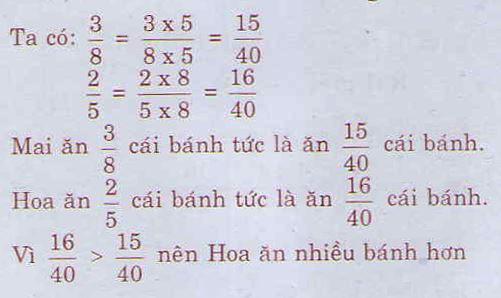 Ta có: 3/8 = 3 x 5/8 x 5 = 15/40
2/5 = 2 x 8/5 x 8 = 16/40
Mai ăn 3/8 cái bánh tức là ăn 15/40 cái bánh.
Hoa ăn 2/5 cái bánh tức là ăn 16/40 cái bánh.
Vì 16/40 > 15/40 nên Hoa ăn nhiều bánh hơn